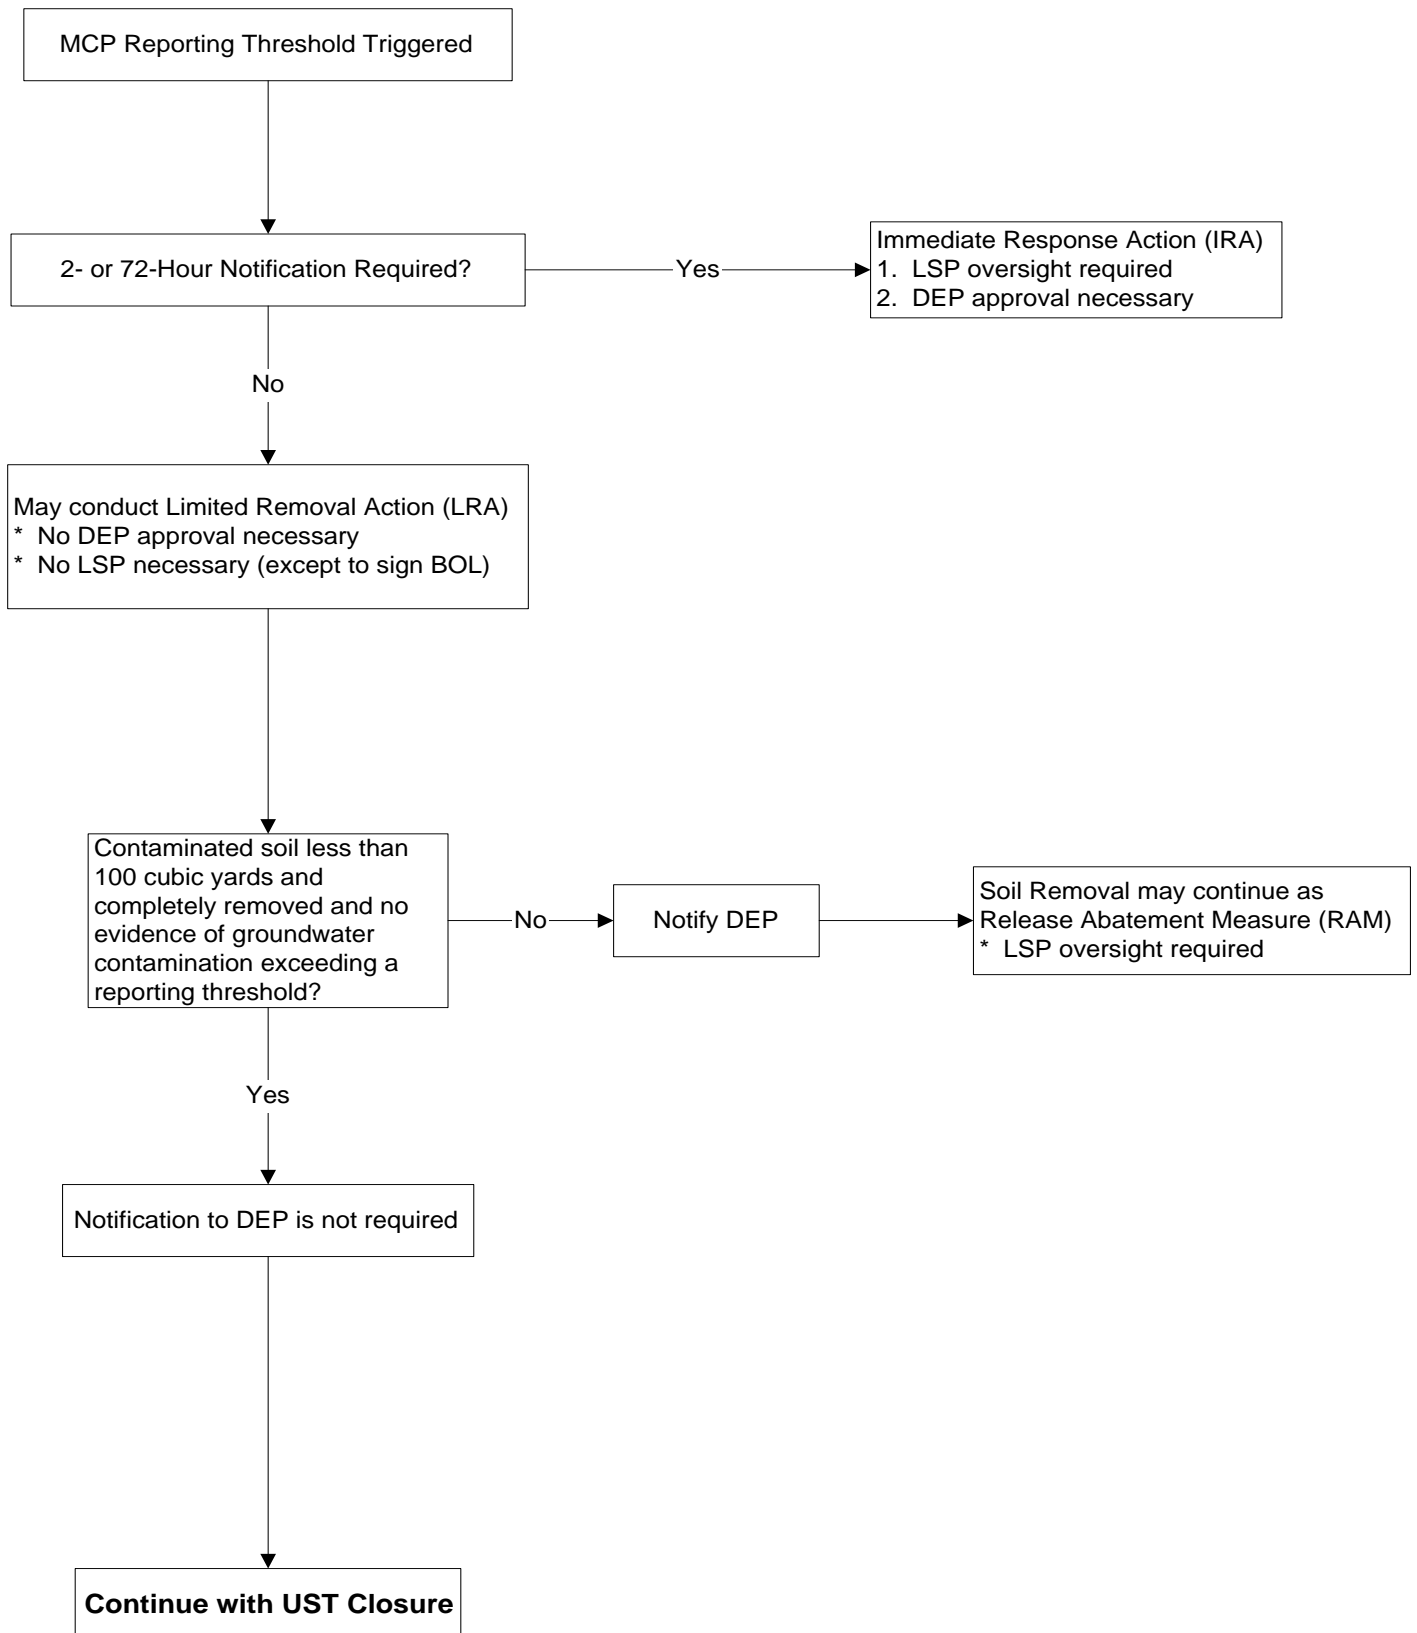 MCP Reporting Threshold Triggered
2- or 72-Hour Notification Required?
Yes
Immediate Response Action (IRA)
1. LSP oversight required
2. DEP approval necessary
No
May conduct Limited Removal Action (LRA)
* No DEP approval necessary
* No LSP necessary (except to sign BOL)
Contaminated soil less than
100 cubic yards and
completely removed and no
evidence of groundwater
contamination exceeding a
reporting threshold?
No
Notify DEP
Soil Removal may continue as
Release Abatement Measure (RAM)
* LSP oversight required
Yes
Notification to DEP is not required
Continue with UST Closure